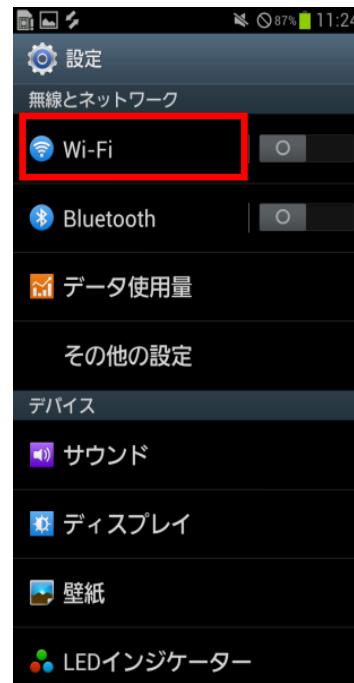 87% 11:24
設定
無線とネットワーク
Wi-Fi
Bluetooth
データ使用量
その他の設定
デバイス
サウンド
ディスプレイ
壁紙
LEDインジケーター